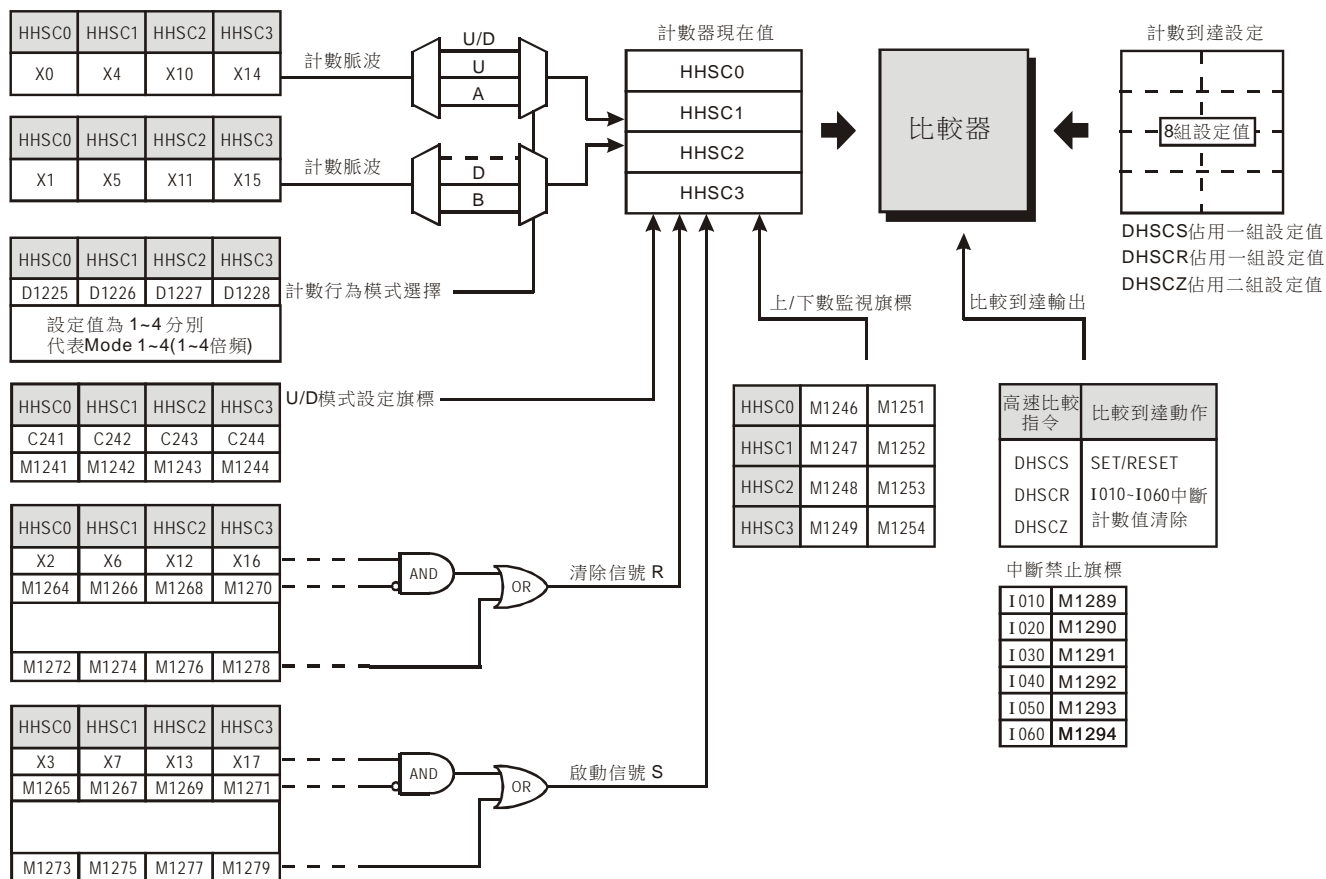 HHSC0 HHSC1 HHSC2 HHSC3
X0 X4 X10 X14
計數脈波
U/D
U
A
HHSC0 HHSC1 HHSC2 HHSC3
X1 X5 X11 X15
計數脈波
D
B
HHSC0 HHSC1 HHSC2 HHSC3
D1225 D1226 D1227 D1228
計數行為模式選擇
設定值為 1~4 分別
代表Mode 1~4(1~4倍頻)
HHSC0 HHSC1 HHSC2 HHSC3
C241 C242 C243 C244
M1241 M1242 M1243 M1244
U/D模式設定旗標
HHSC0 HHSC1 HHSC2 HHSC3
X2 X6 X12 X16
M1264 M1266 M1268 M1270
M1272 M1274 M1276 M1278
AND
OR
清除信號 R
HHSC0 HHSC1 HHSC2 HHSC3
X3 X7 X13 X17
M1265 M1267 M1269 M1271
M1273 M1275 M1277 M1279
AND
OR
啟動信號 S
計數器現在值
HHSC0
HHSC1
HHSC2
HHSC3
比較器
計數到達設定
8組設定值
DHSCS佔用一組設定值
DHSCR佔用一組設定值
DHSCZ佔用二組設定值
上/下數監視旗標
HHSC0 M1246 M1251
HHSC1 M1247 M1252
HHSC2 M1248 M1253
HHSC3 M1249 M1254
比較到達輸出
高速比較
指令
比較到達動作
DHSCS SET/RESET
DHSCR I010~I060中斷
DHSCZ 計數值清除
中斷禁止旗標
I010 M1289
I020 M1290
I030 M1291
I040 M1292
I050 M1293
I060 M1294